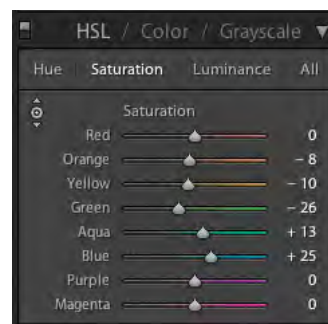 HSL / Color / Grayscale
Hue Saturation Luminance All
Saturation
Red 0
Orange – 8
Yellow – 10
Green – 26
Aqua + 13
Blue + 25
Purple 0
Magenta 0